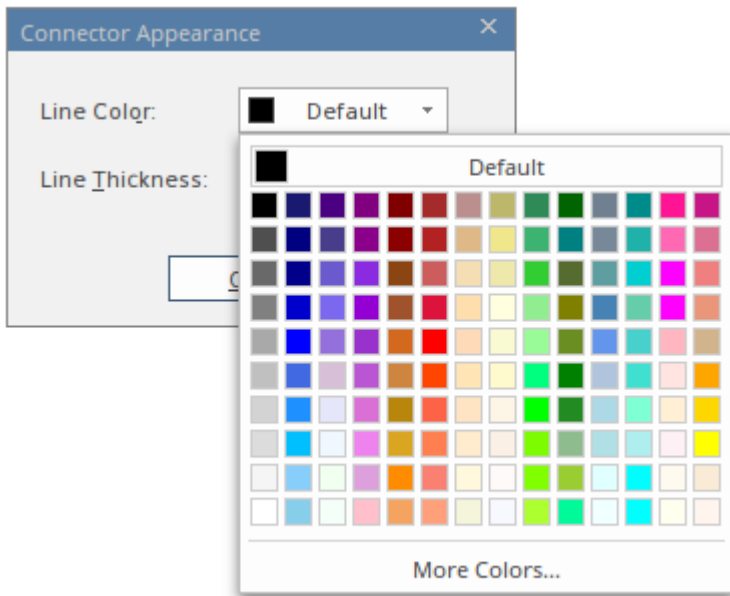 Connector Appearance
Line Color:
Default
Line Thickness:
Default
More Colors...